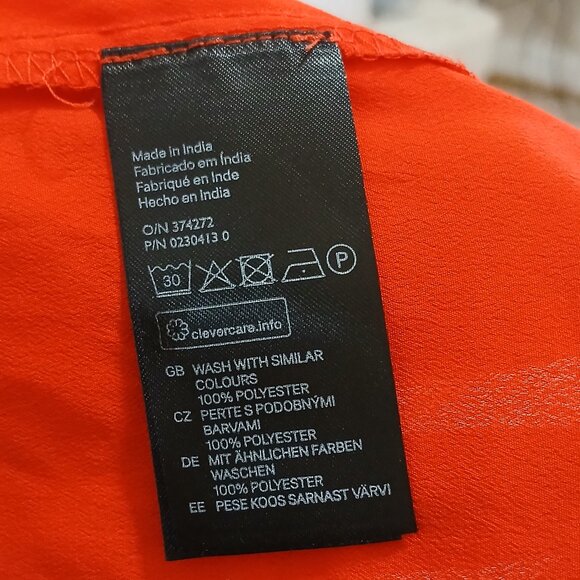 Made in India
Fabricado em Índia
Fabriqué en Inde
Hecho en India
O/N 374272
P/N 0230413 0
30 P
clevercare.info
GB WASH WITH SIMILAR
COLOURS
100% POLYESTER
CZ PERTE S PODOBNÝMI
BARVAMI
100% POLYESTER
DE MIT ÄHNLICHEN FARBEN
WASCHEN
100% POLYESTER
EE PESE KOOS SARNAST VÄRVI